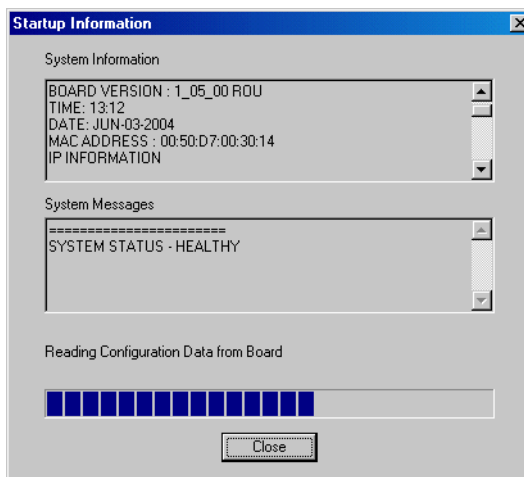 Startup Information
System Information
BOARD VERSION : 1_05_00 ROU
TIME: 13:12
DATE: JUN-03-2004
MAC ADDRESS : 00:50:D7:00:30:14
IP INFORMATION
System Messages
=======================
SYSTEM STATUS - HEALTHY
Reading Configuration Data from Board
Close